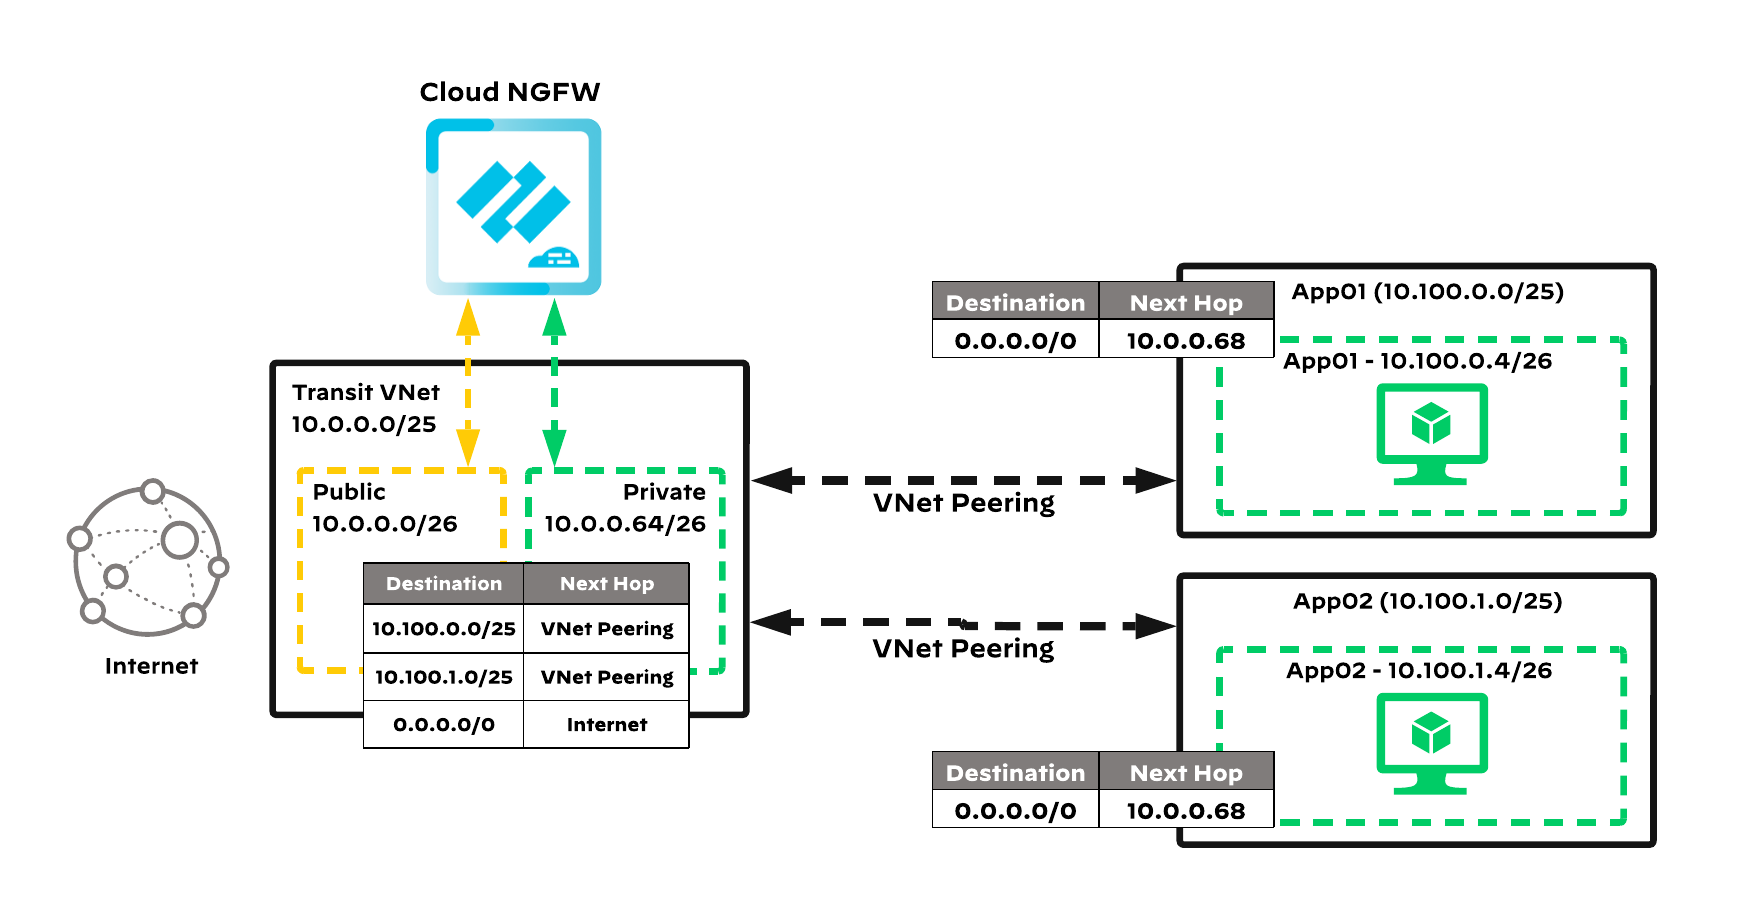 Cloud NGFW
Transit VNet
10.0.0.0/25
Public
10.0.0.0/26
Private
10.0.0.64/26
Destination Next Hop
10.100.0.0/25 VNet Peering
10.100.1.0/25 VNet Peering
0.0.0.0/0 Internet
Internet
VNet Peering
VNet Peering
Destination Next Hop
0.0.0.0/0 10.0.0.68
App01 (10.100.0.0/25)
App01 - 10.100.0.4/26
App02 (10.100.1.0/25)
App02 - 10.100.1.4/26
Destination Next Hop
0.0.0.0/0 10.0.0.68